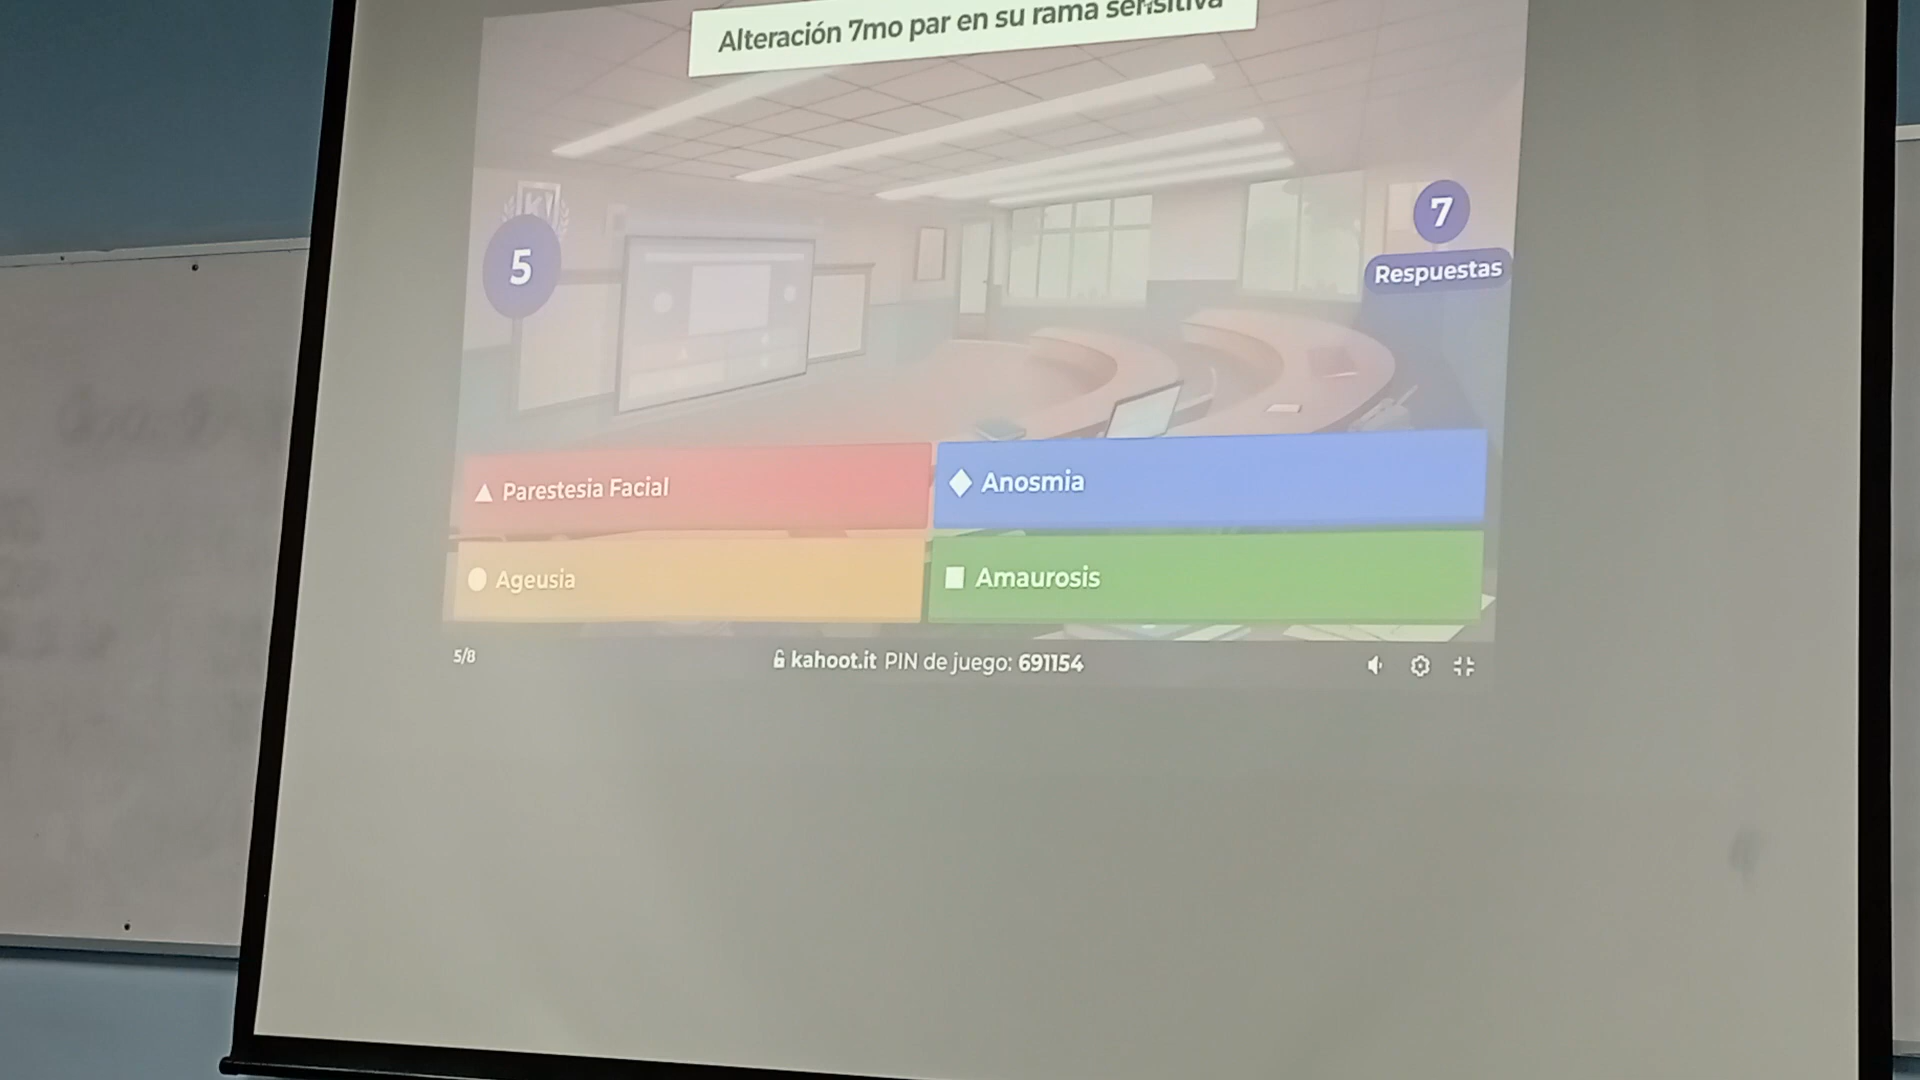 Alteración 7mo par en su rama sensitiva
5
7
Respuestas
Parestesia Facial
Anosmia
Ageusia
Amaurosis
5/8
kahoot.it PIN de juego: 691154